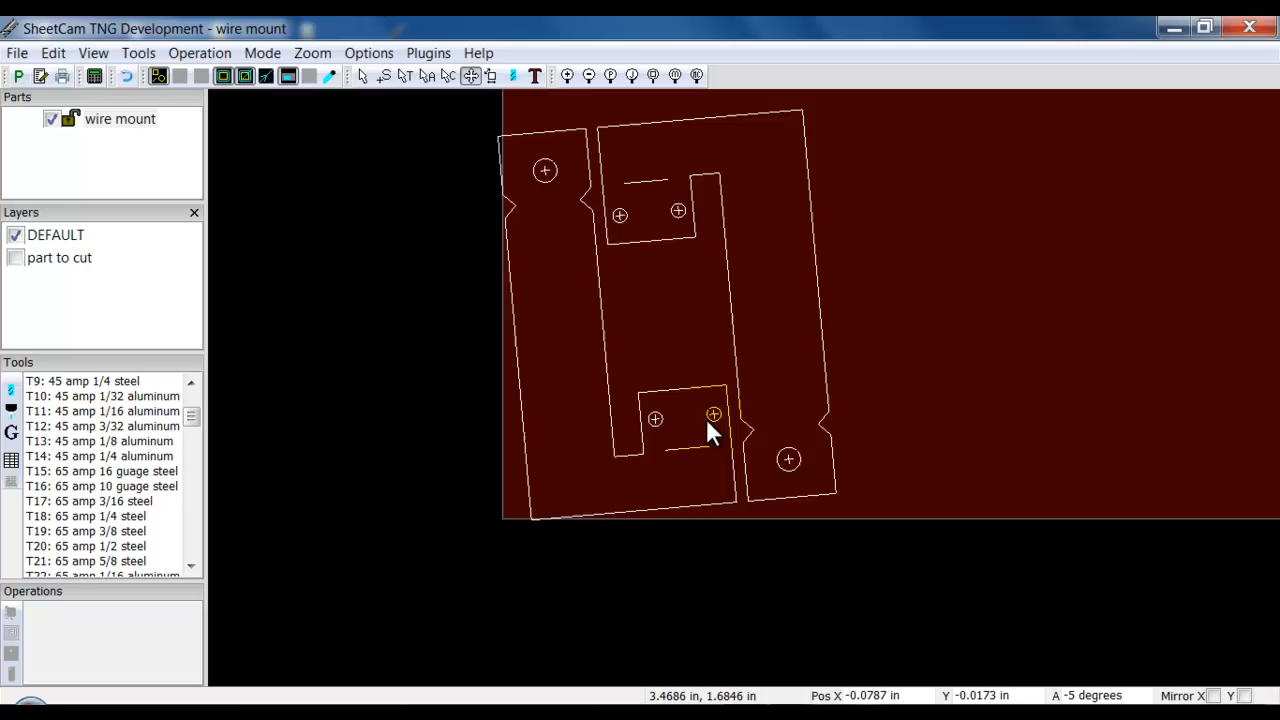 SheetCam TNG Development - wire mount
File Edit View Tools Operation Mode Zoom Options Plugins Help
Parts
wire mount
Layers
DEFAULT
part to cut
Tools
T9: 45 amp 1/4 steel
T10: 45 amp 1/32 aluminum
T11: 45 amp 1/16 aluminum
T12: 45 amp 3/32 aluminum
T13: 45 amp 1/8 aluminum
T14: 45 amp 1/4 aluminum
T15: 65 amp 16 guage steel
T16: 65 amp 10 guage steel
T17: 65 amp 3/16 steel
T18: 65 amp 1/4 steel
T19: 65 amp 3/8 steel
T20: 65 amp 1/2 steel
T21: 65 amp 5/8 steel
T22: 65 amp 1/16 aluminum
Operations
3.4686 in, 1.6846 in Pos X -0.0787 in Y -0.0173 in A -5 degrees Mirror X Y